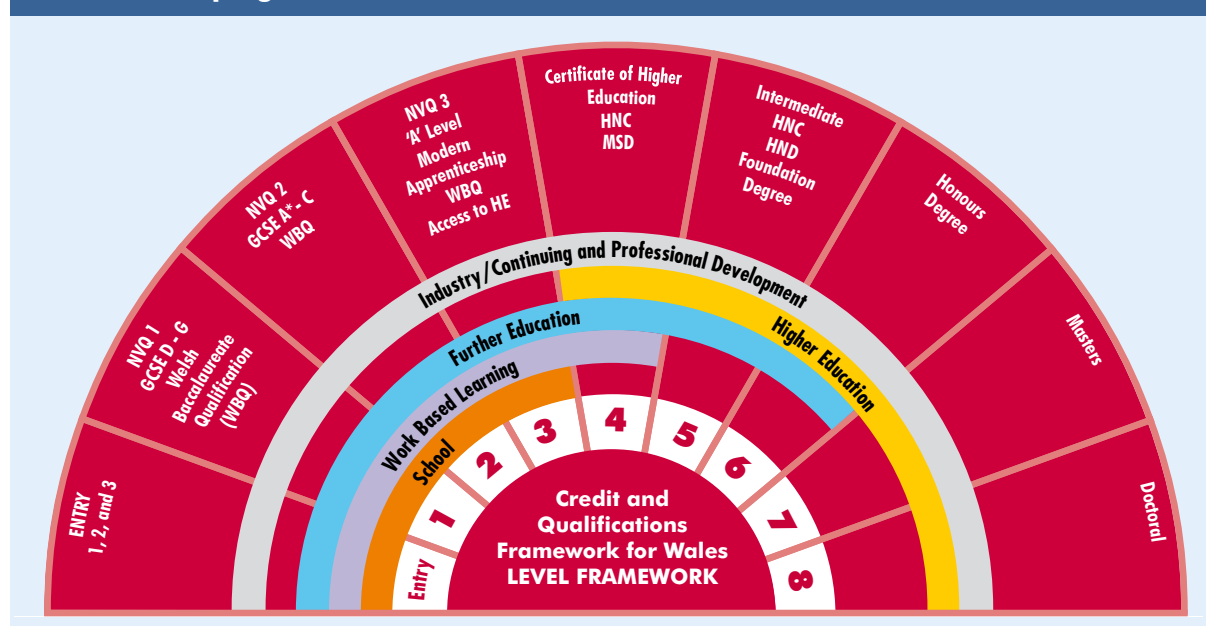 ENTRY
1, 2, and 3
NVQ 1
GCSE D - G
Welsh
Baccalaureate
Qualification
(WBQ)
NVQ 2
GCSE A* - C
WBQ
NVQ 3
‘A’ Level
Modern
Apprenticeship
WBQ
Access to HE
Certificate of Higher
Education
HNC
MSD
Intermediate
HNC
HND
Foundation
Degree
Honours
Degree
Masters
Doctoral
Industry/Continuing and Professional Development
Higher Education
Further Education
Work Based Learning
School
Entry
1
2
3
4
5
6
7
8
Credit and
Qualifications
Framework for Wales
LEVEL FRAMEWORK